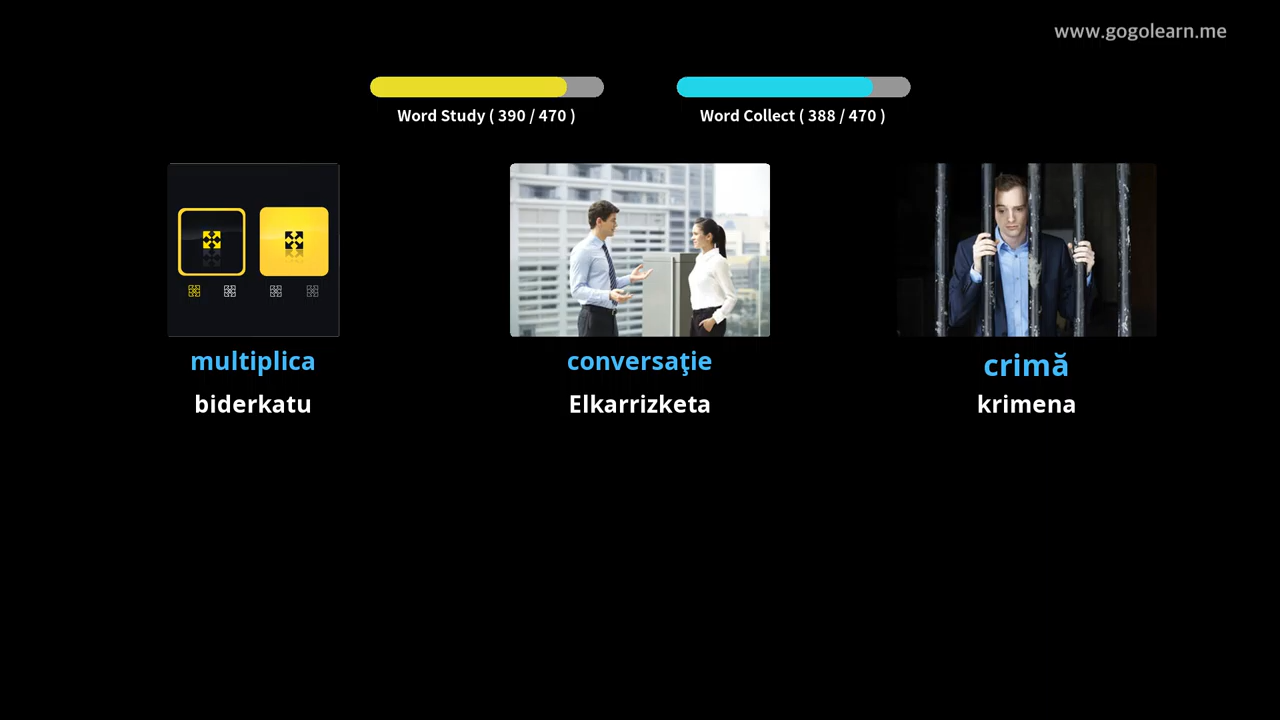 www.gogolearn.me
Word Study ( 390 / 470 )
Word Collect ( 388 / 470 )
multiplica
conversaţie
crimă
biderkatu
Elkarrizketa
krimena